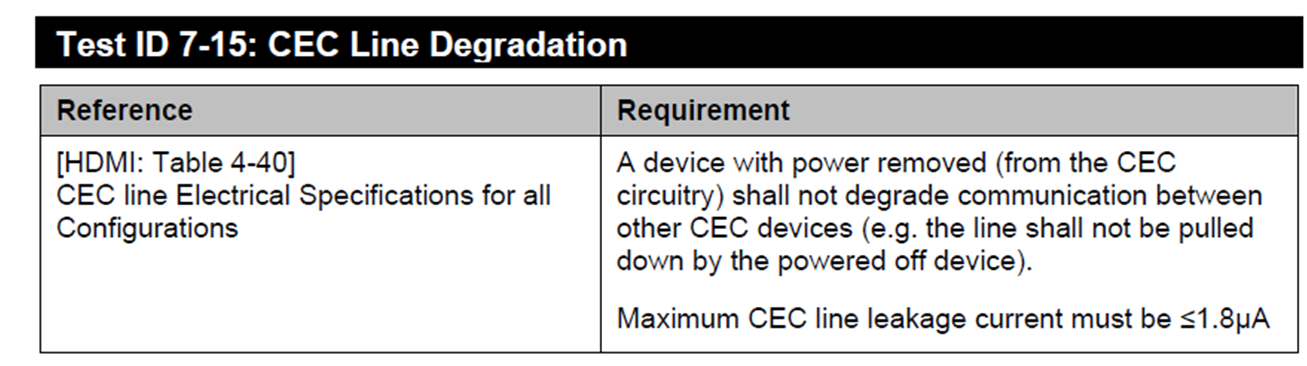 Test ID 7-15: CEC Line Degradation
Reference
Requirement
[HDMI: Table 4-40]
CEC line Electrical Specifications for all
Configurations
A device with power removed (from the CEC
circuitry) shall not degrade communication between
other CEC devices (e.g. the line shall not be pulled
down by the powered off device).
Maximum CEC line leakage current must be ≤1.8µA